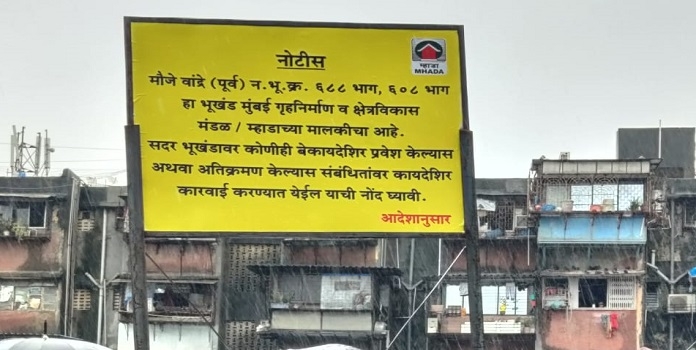 नोटीस
म्हाडा
MHADA
मौजे वांद्रे (पूर्व) न.भू.क्र. ६८८ भाग, ६०८ भाग
हा भूखंड मुंबई गृहनिर्माण व क्षेत्रविकास
मंडळ / म्हाडाच्या मालकीचा आहे.
सदर भूखंडावर कोणीही बेकायदेशिर प्रवेश केल्यास
अथवा अतिक्रमण केल्यास संबंधितांवर कायदेशिर
कारवाई करण्यात येईल याची नोंद घ्यावी.
आदेशानुसार